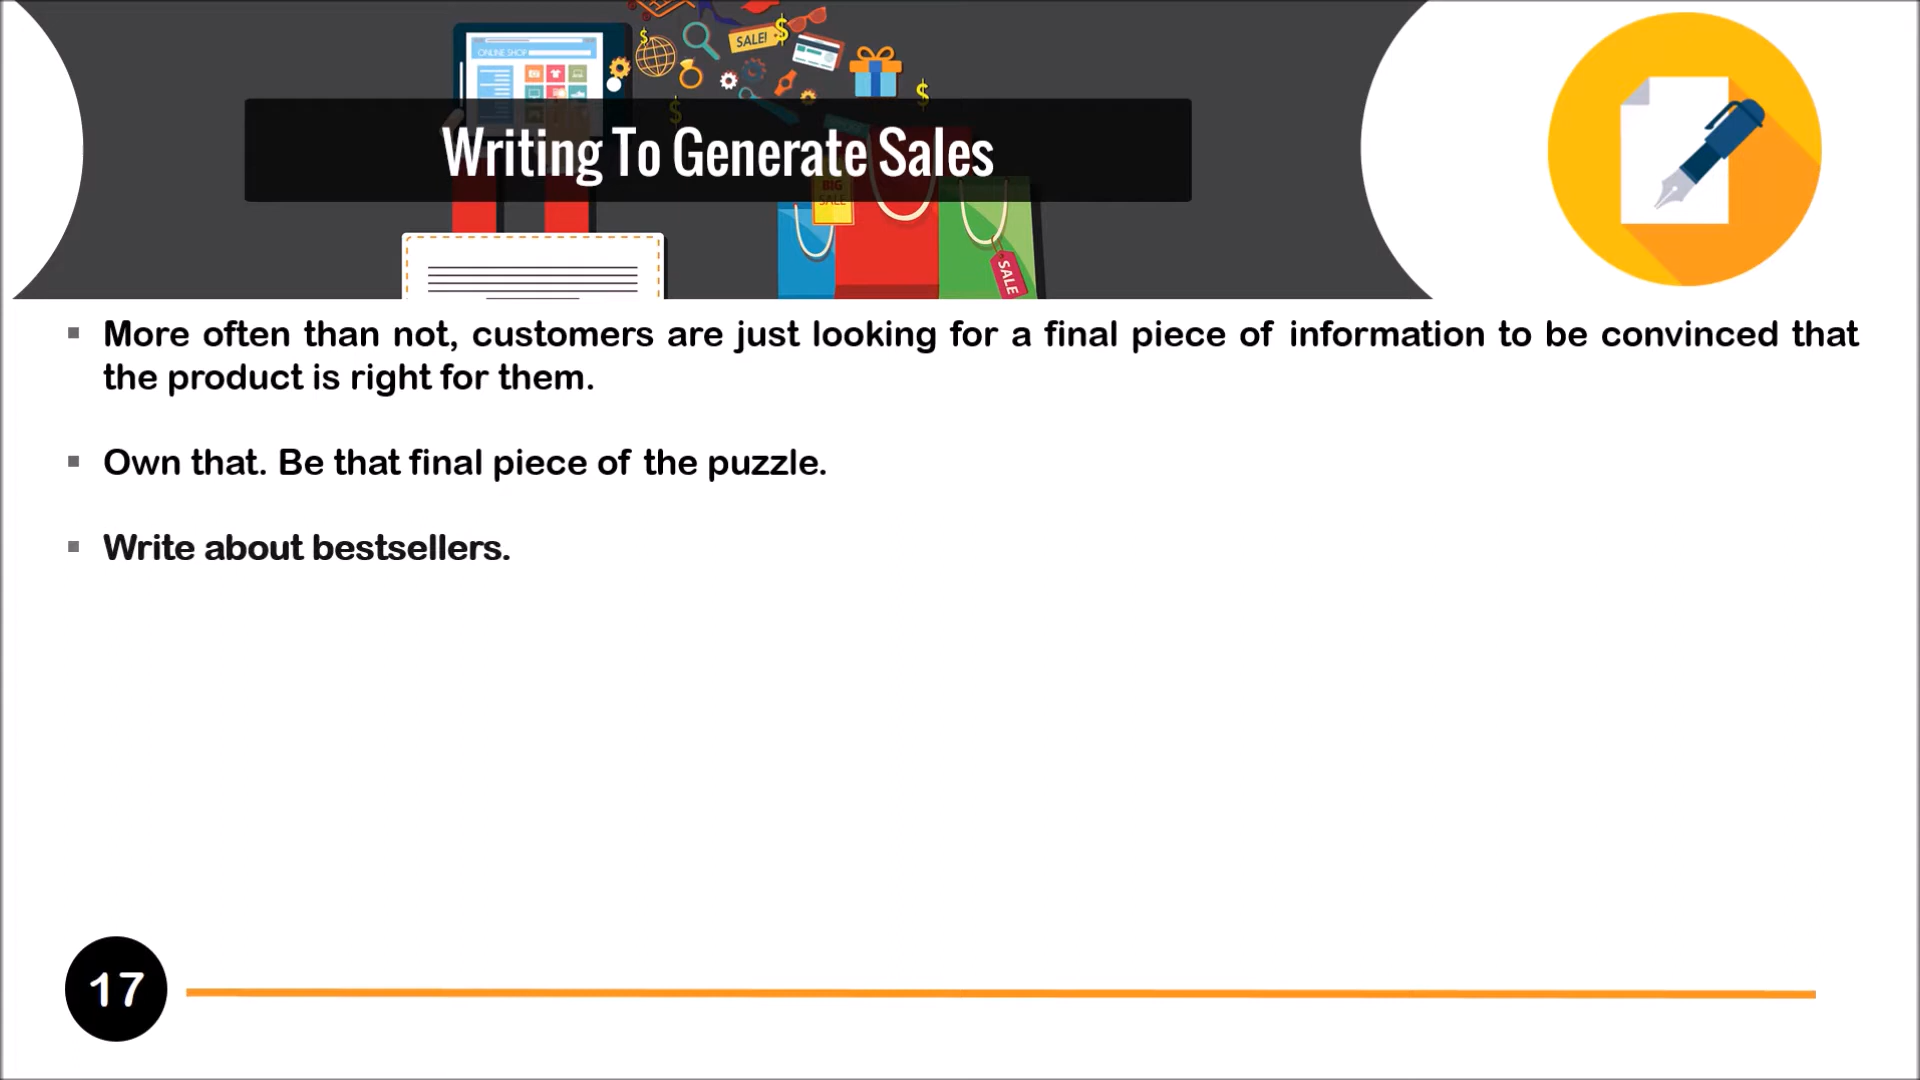 ONLINE SHOP
SALE!
Writing To Generate Sales
BIG
SALE
SALE
More often than not, customers are just looking for a final piece of information to be convinced that
the product is right for them.
Own that. Be that final piece of the puzzle.
Write about bestsellers.
17